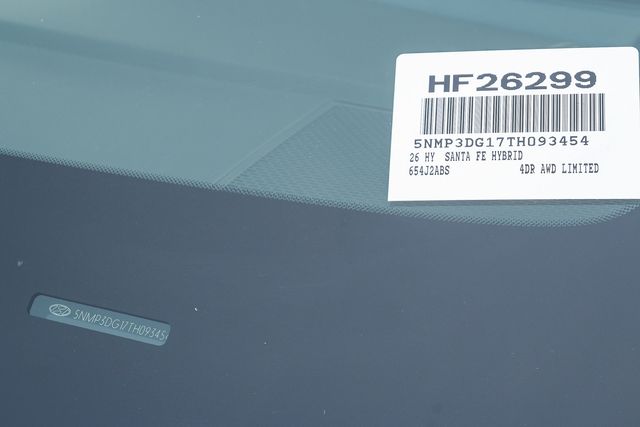 HF26299
5NMP3DG17TH093454
26 HY SANTA FE HYBRID
654J2ABS 4DR AWD LIMITED
5NMP3DG17TH09345